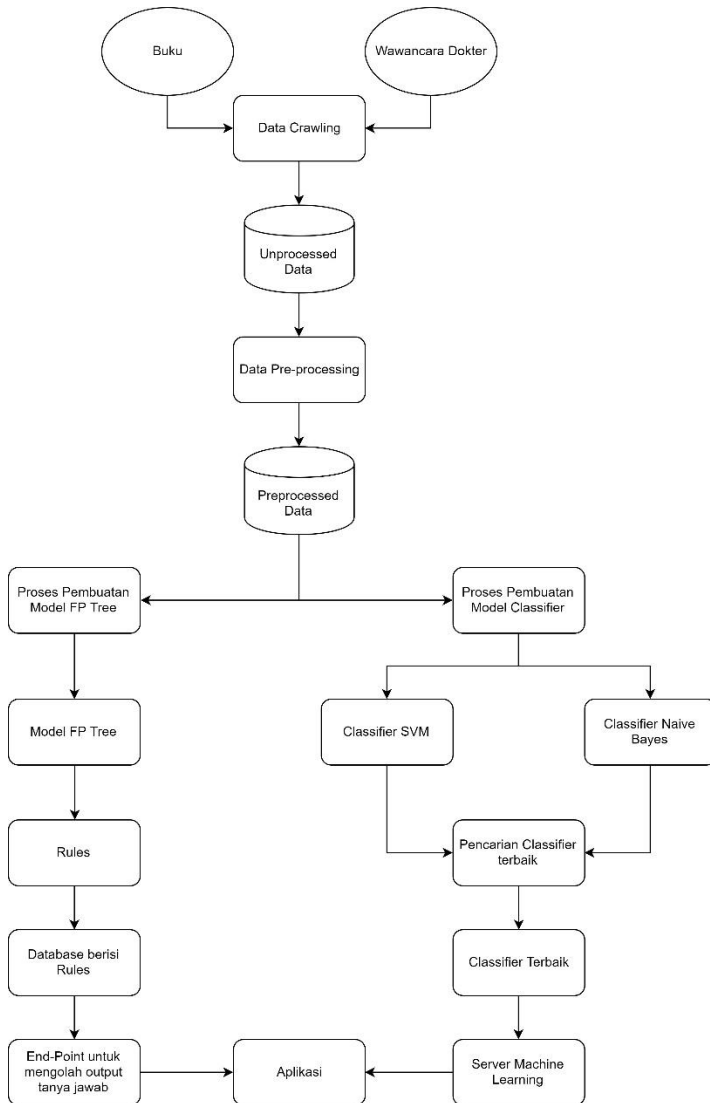 Buku
Wawancara Dokter
Data Crawling
Unprocessed
Data
Data Pre-processing
Preprocessed
Data
Proses Pembuatan
Model FP Tree
Proses Pembuatan
Model Classifier
Model FP Tree
Classifier SVM
Classifier Naive
Bayes
Rules
Pencarian Classifier
terbaik
Database berisi
Rules
Classifier Terbaik
End-Point untuk
mengolah output
tanya jawab
Aplikasi
Server Machine
Learning